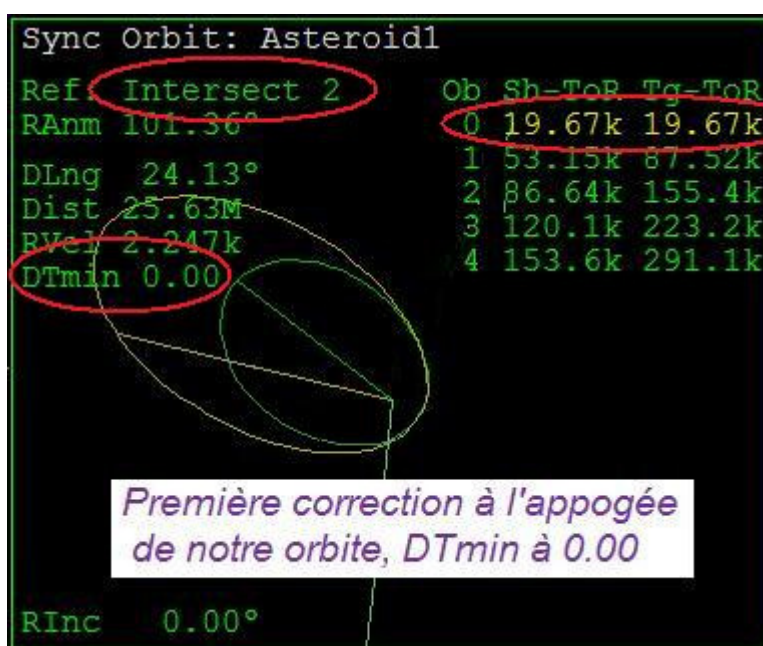 Sync Orbit: Asteroid1
Ref: Intersect 2
RAnm 101.36°
DLng 24.13°
Dist 25.63M
RVel 2.247k
DTmin 0.00
Ob Sh-ToR Tg-ToR
0 19.67k 19.67k
1 53.15k 87.52k
2 86.64k 155.4k
3 120.1k 223.2k
4 153.6k 291.1k
Première correction à l'appogée
de notre orbite, DTmin à 0.00
RInc 0.00°